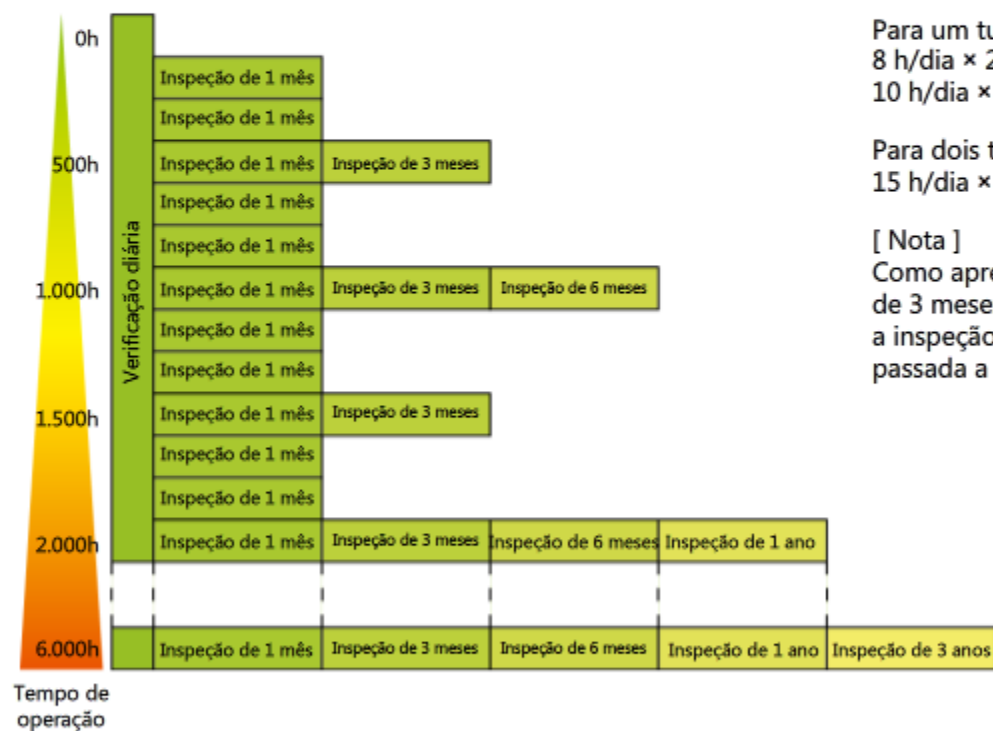 0h
500h
1.000h
1.500h
2.000h
6.000h
Tempo de
operação
Verificação diária
Inspeção de 1 mês
Inspeção de 1 mês
Inspeção de 1 mês Inspeção de 3 meses
Inspeção de 1 mês
Inspeção de 1 mês
Inspeção de 1 mês Inspeção de 3 meses Inspeção de 6 meses
Inspeção de 1 mês
Inspeção de 1 mês
Inspeção de 1 mês Inspeção de 3 meses
Inspeção de 1 mês
Inspeção de 1 mês
Inspeção de 1 mês Inspeção de 3 meses Inspeção de 6 meses Inspeção de 1 ano
Inspeção de 1 mês Inspeção de 3 meses Inspeção de 6 meses Inspeção de 1 ano Inspeção de 3 anos
Para um
8 h/dia ×
10 h/dia ×
Para dois
15 h/dia ×
[ Nota ]
Como
de 3
a inspeção
passada a